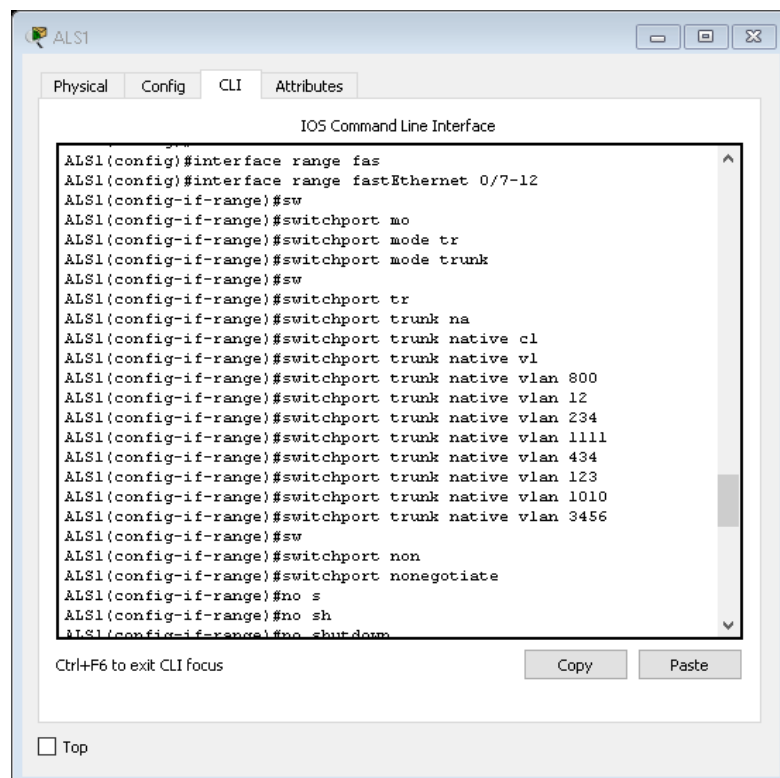 ALS1
Physical Config CLI Attributes
IOS Command Line Interface
ALS1(config)#interface range fas
ALS1(config)#interface range fastEthernet 0/7-12
ALS1(config-if-range)#sw
ALS1(config-if-range)#switchport mo
ALS1(config-if-range)#switchport mode tr
ALS1(config-if-range)#switchport mode trunk
ALS1(config-if-range)#sw
ALS1(config-if-range)#switchport tr
ALS1(config-if-range)#switchport trunk na
ALS1(config-if-range)#switchport trunk native cl
ALS1(config-if-range)#switchport trunk native vl
ALS1(config-if-range)#switchport trunk native vlan 800
ALS1(config-if-range)#switchport trunk native vlan 12
ALS1(config-if-range)#switchport trunk native vlan 234
ALS1(config-if-range)#switchport trunk native vlan 1111
ALS1(config-if-range)#switchport trunk native vlan 434
ALS1(config-if-range)#switchport trunk native vlan 123
ALS1(config-if-range)#switchport trunk native vlan 1010
ALS1(config-if-range)#switchport trunk native vlan 3456
ALS1(config-if-range)#sw
ALS1(config-if-range)#switchport non
ALS1(config-if-range)#switchport nonegotiate
ALS1(config-if-range)#no s
ALS1(config-if-range)#no sh
ALS1(config-if-range)#no shutdown
Ctrl+F6 to exit CLI focus Copy Paste
Top